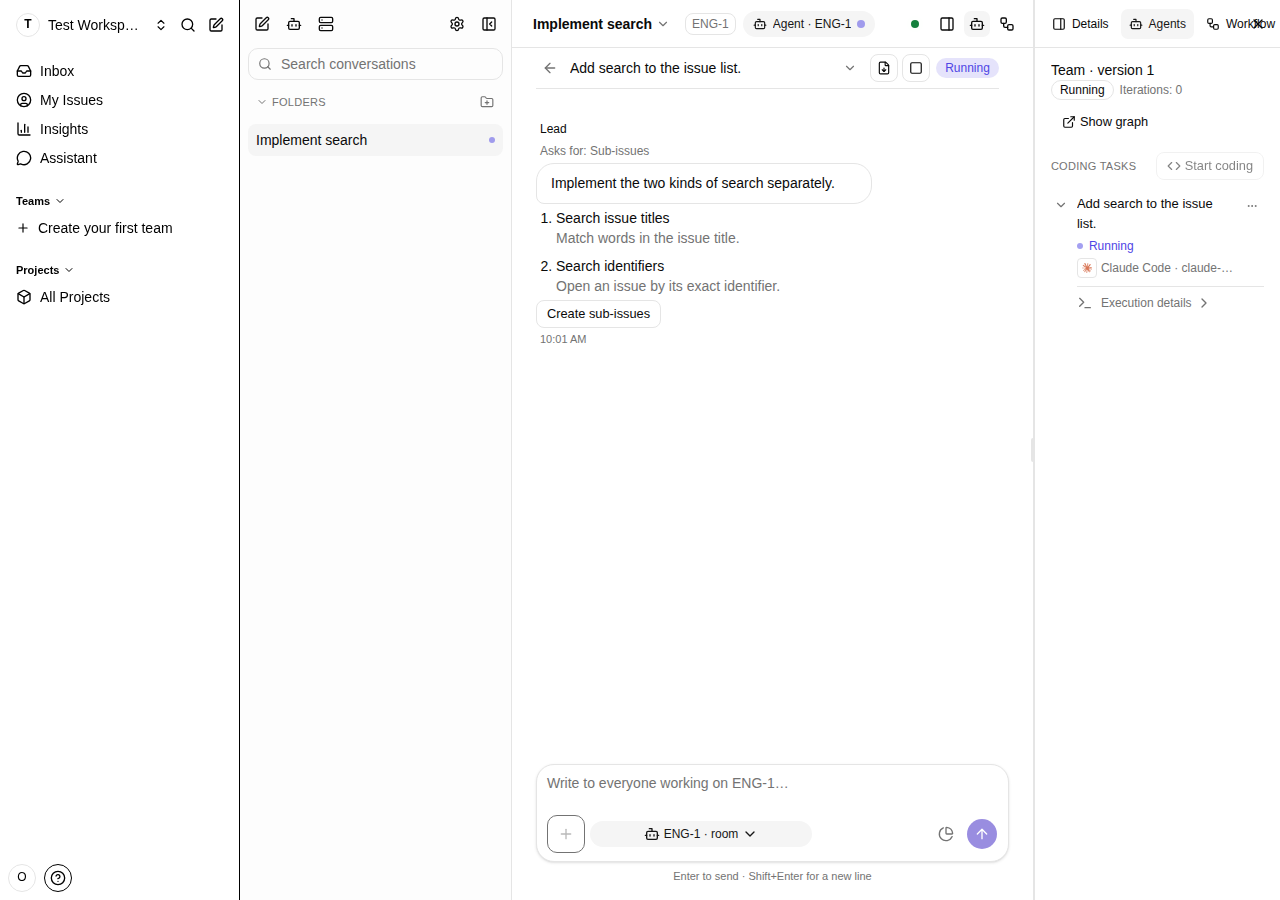 T
Test Worksp…
Inbox
My Issues
Insights
Assistant
Teams
Create your first team
Projects
All Projects
O
Search conversations
FOLDERS
Implement search
Implement search
ENG-1
Agent · ENG-1
Add search to the issue list.
Running
Lead
Asks for: Sub-issues
Implement the two kinds of search separately.
1. Search issue titles
Match words in the issue title.
2. Search identifiers
Open an issue by its exact identifier.
Create sub-issues
10:01 AM
Write to everyone working on ENG-1…
ENG-1 · room
Enter to send · Shift+Enter for a new line
Details
Agents
Workflow
Team · version 1
Running
Iterations: 0
Show graph
CODING TASKS
Start coding
Add search to the issue
list.
Running
Claude Code · claude-…
Execution details